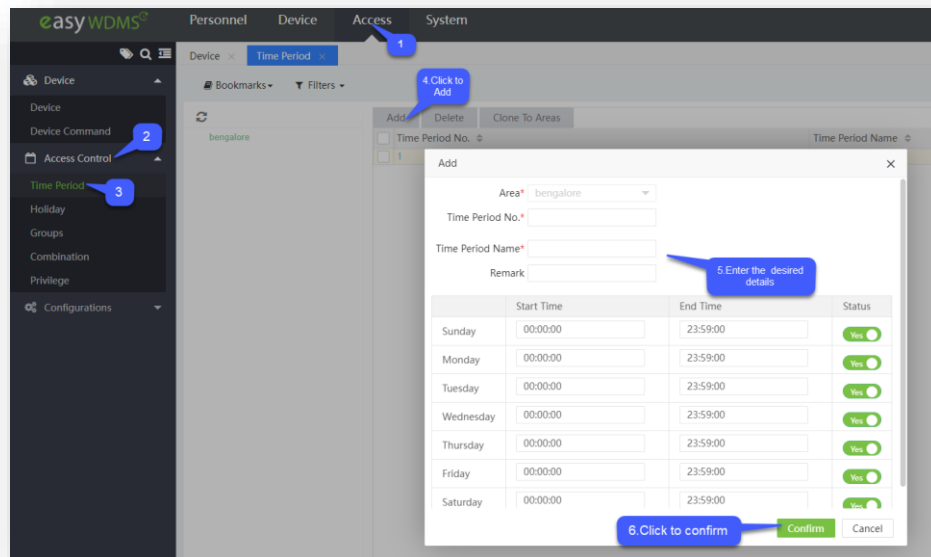 easy WDMS
Personnel Device Access System
1
Device × Time Period ×
Device
Bookmarks Filters
4.Click to
Add
Device
Add Delete Clone To Areas
Device Command
2
bengalore
Time Period No. Time Period Name
Access Control
1
Add ×
Time Period
3
Area* bengalore
Holiday
Time Period No.*
Groups
Time Period Name*
Combination
5.Enter the desired
details
Remark
Privilege
Configurations
Start Time End Time Status
Sunday 00:00:00 23:59:00 Yes
Monday 00:00:00 23:59:00 Yes
Tuesday 00:00:00 23:59:00 Yes
Wednesday 00:00:00 23:59:00 Yes
Thursday 00:00:00 23:59:00 Yes
Friday 00:00:00 23:59:00 Yes
Saturday 00:00:00 23:59:00 Yes
6.Click to confirm
Confirm Cancel